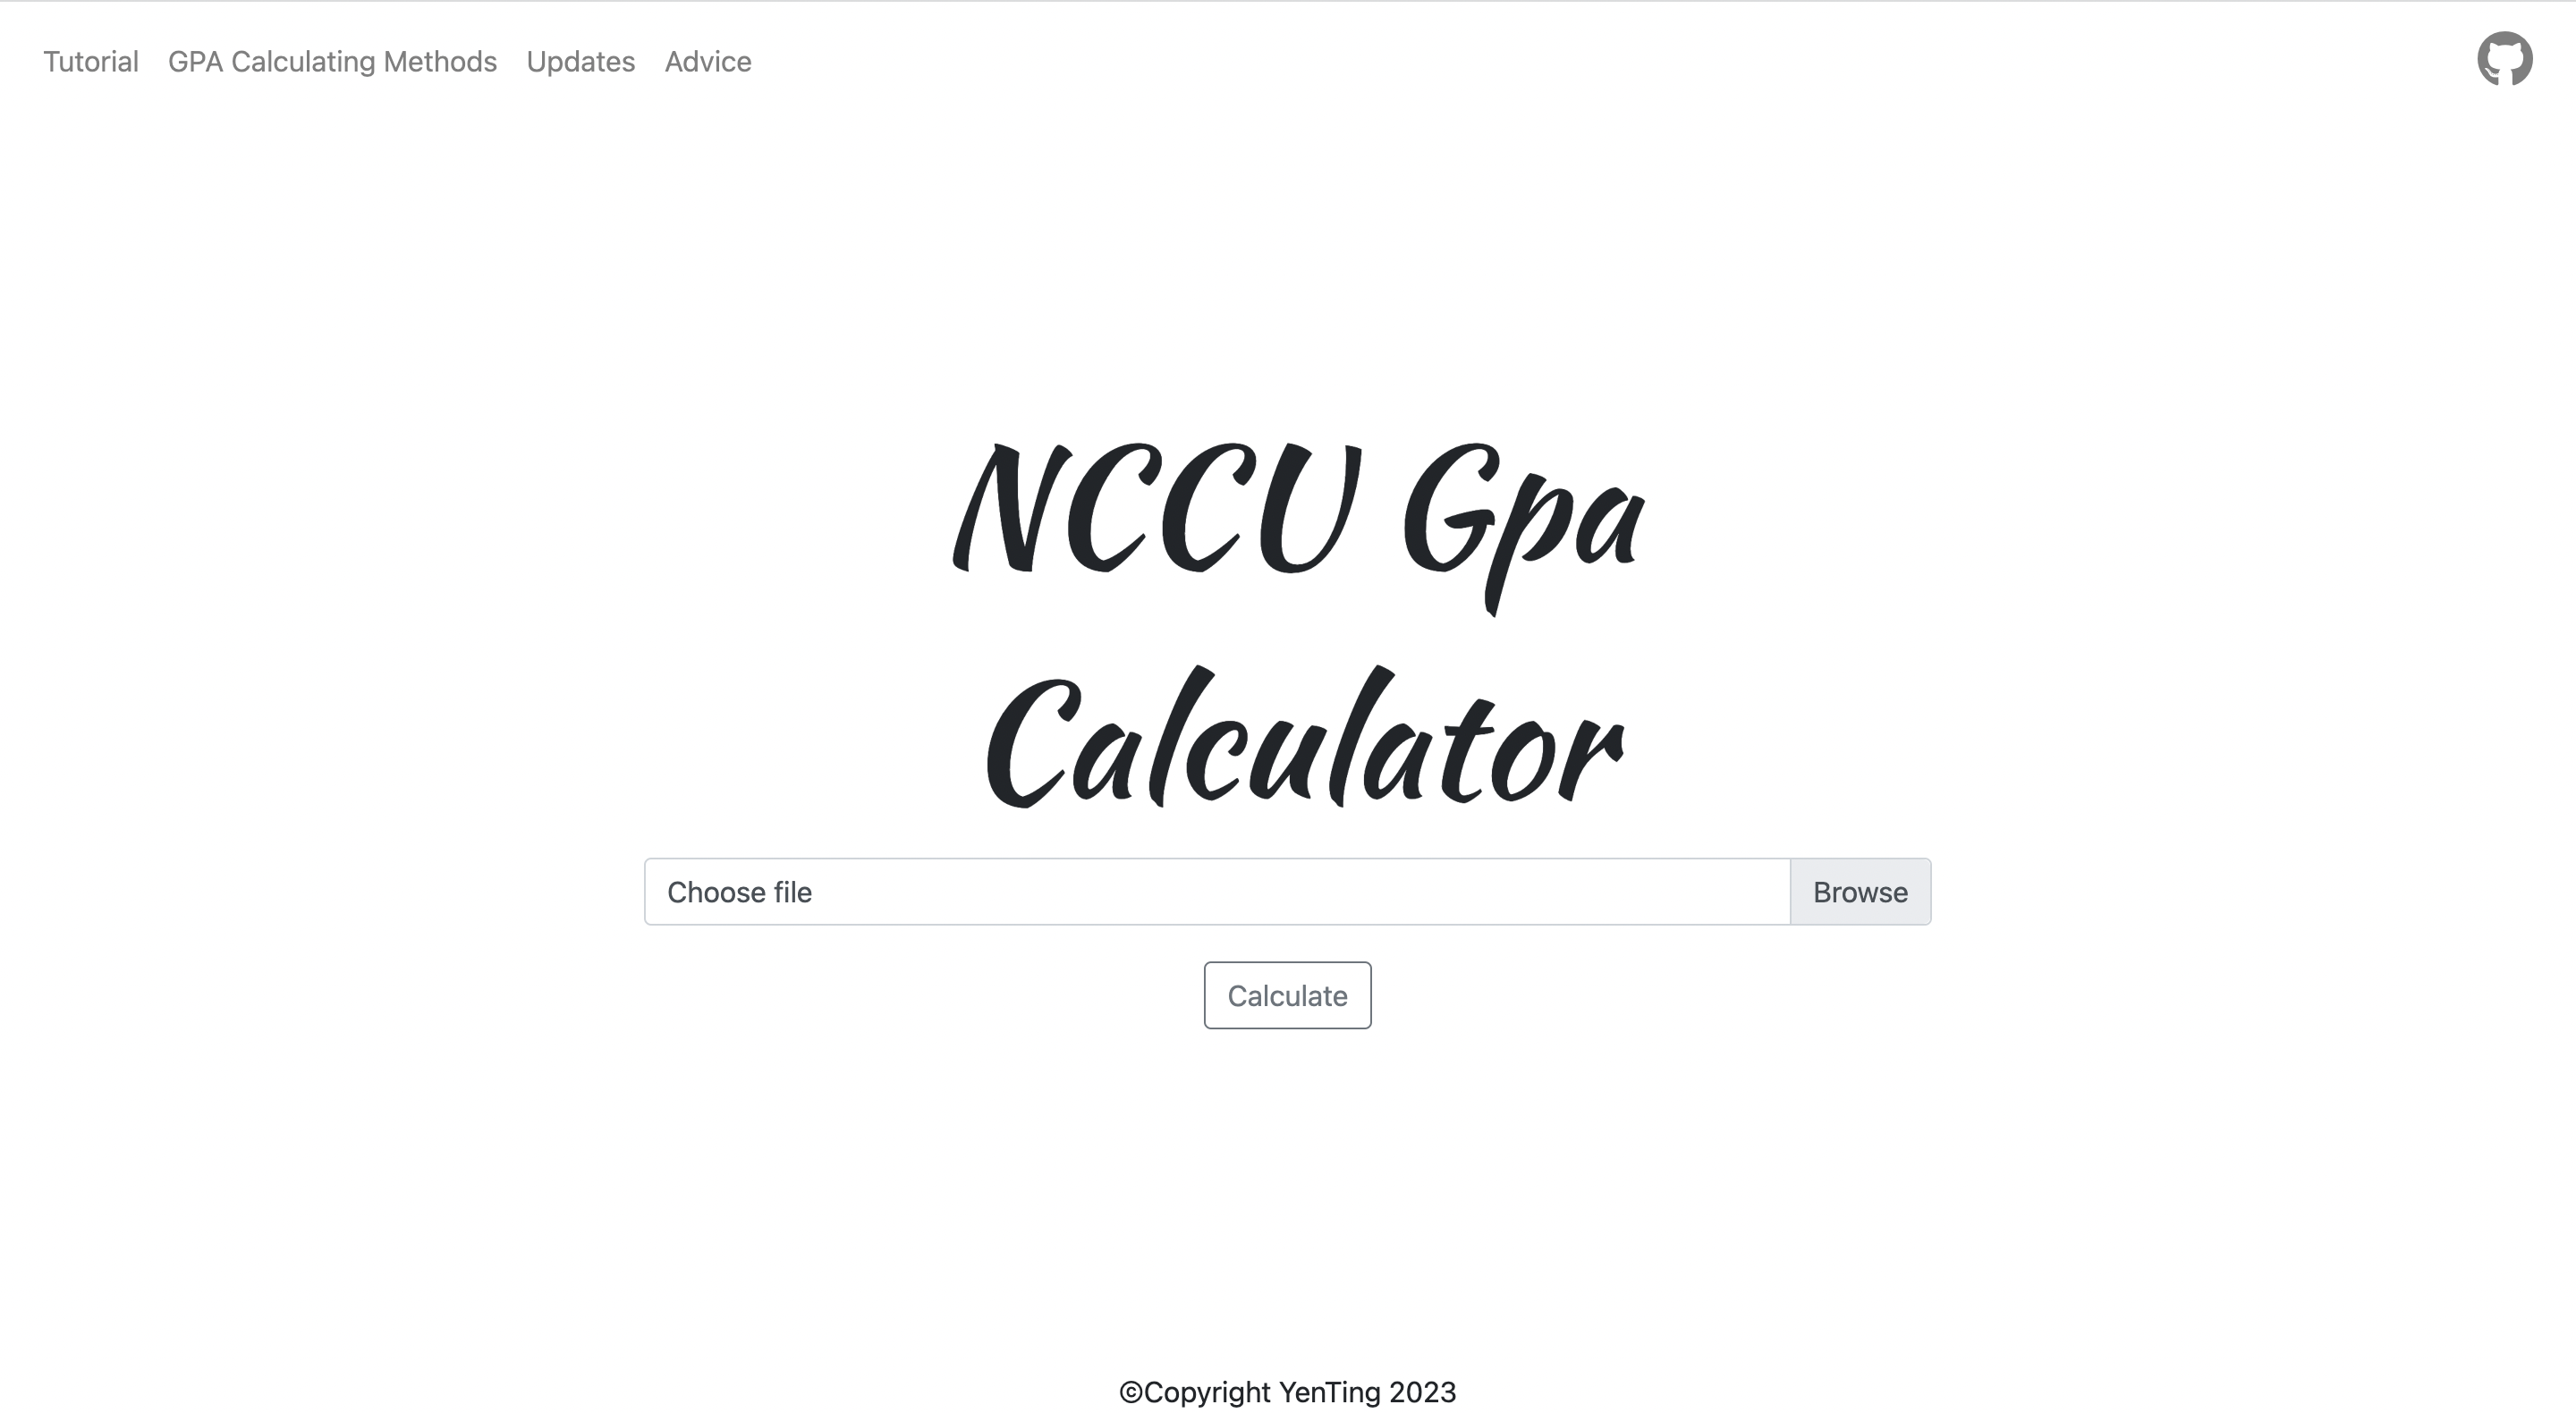 Tutorial GPA Calculating Methods Updates Advice
NCCU Gpa
Calculator
Choose file Browse
Calculate
©Copyright YenTing 2023